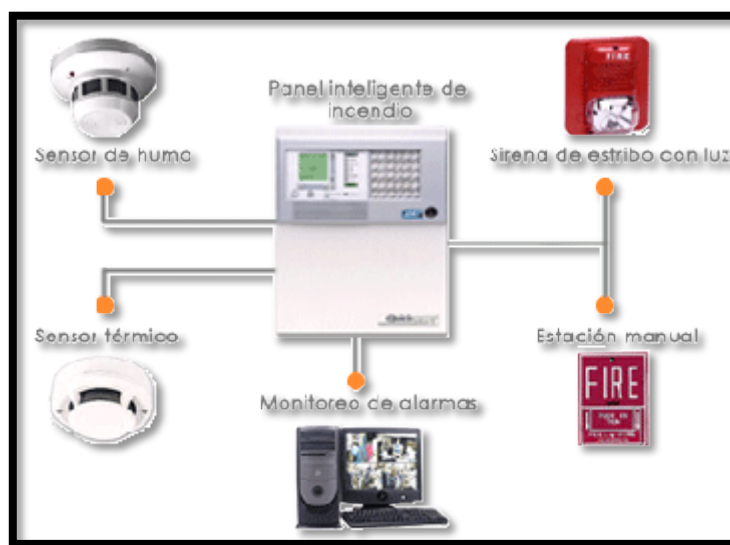 Panel inteligente de
incendio
FIRE
Sensor de humo
Sirena de estribo con luz
Sensor térmico
Estación manual
FIRE
Monitoreo de alarmas